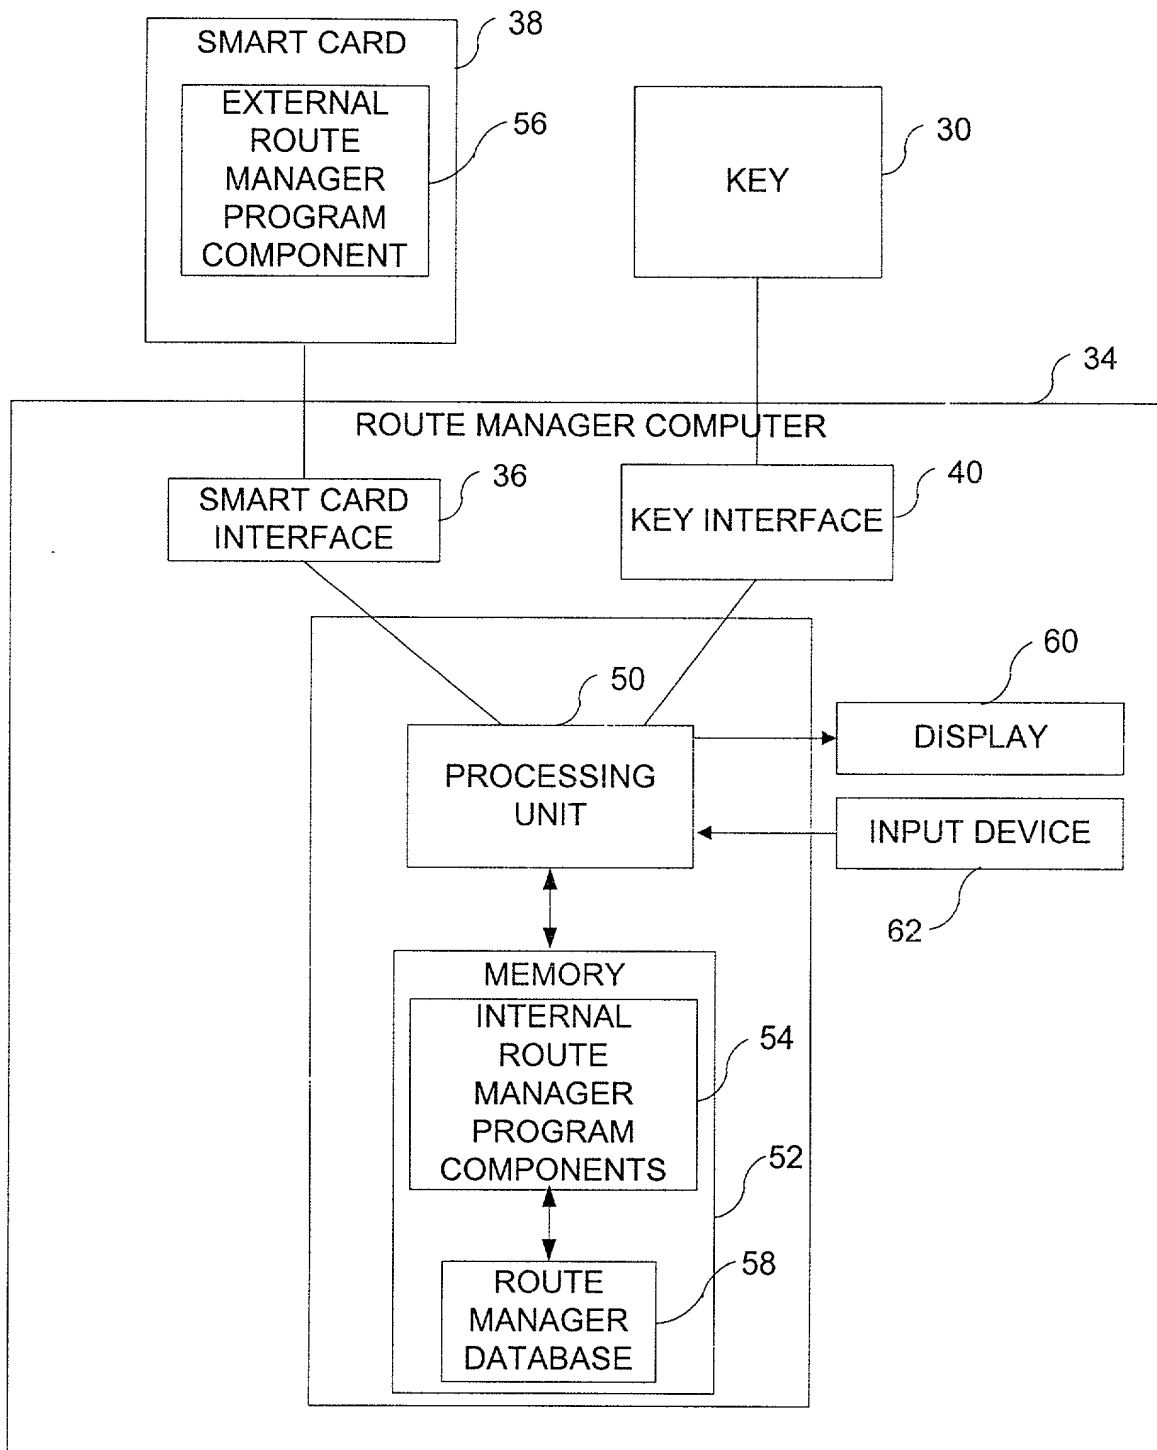 38
SMART CARD
EXTERNAL
ROUTE
MANAGER
PROGRAM
COMPONENT
56
KEY
30
34
ROUTE MANAGER COMPUTER
36
SMART CARD
INTERFACE
40
KEY INTERFACE
50
PROCESSING
UNIT
60
DISPLAY
INPUT DEVICE
62
MEMORY
INTERNAL
ROUTE
MANAGER
PROGRAM
COMPONENTS
54
52
ROUTE
MANAGER
DATABASE
58